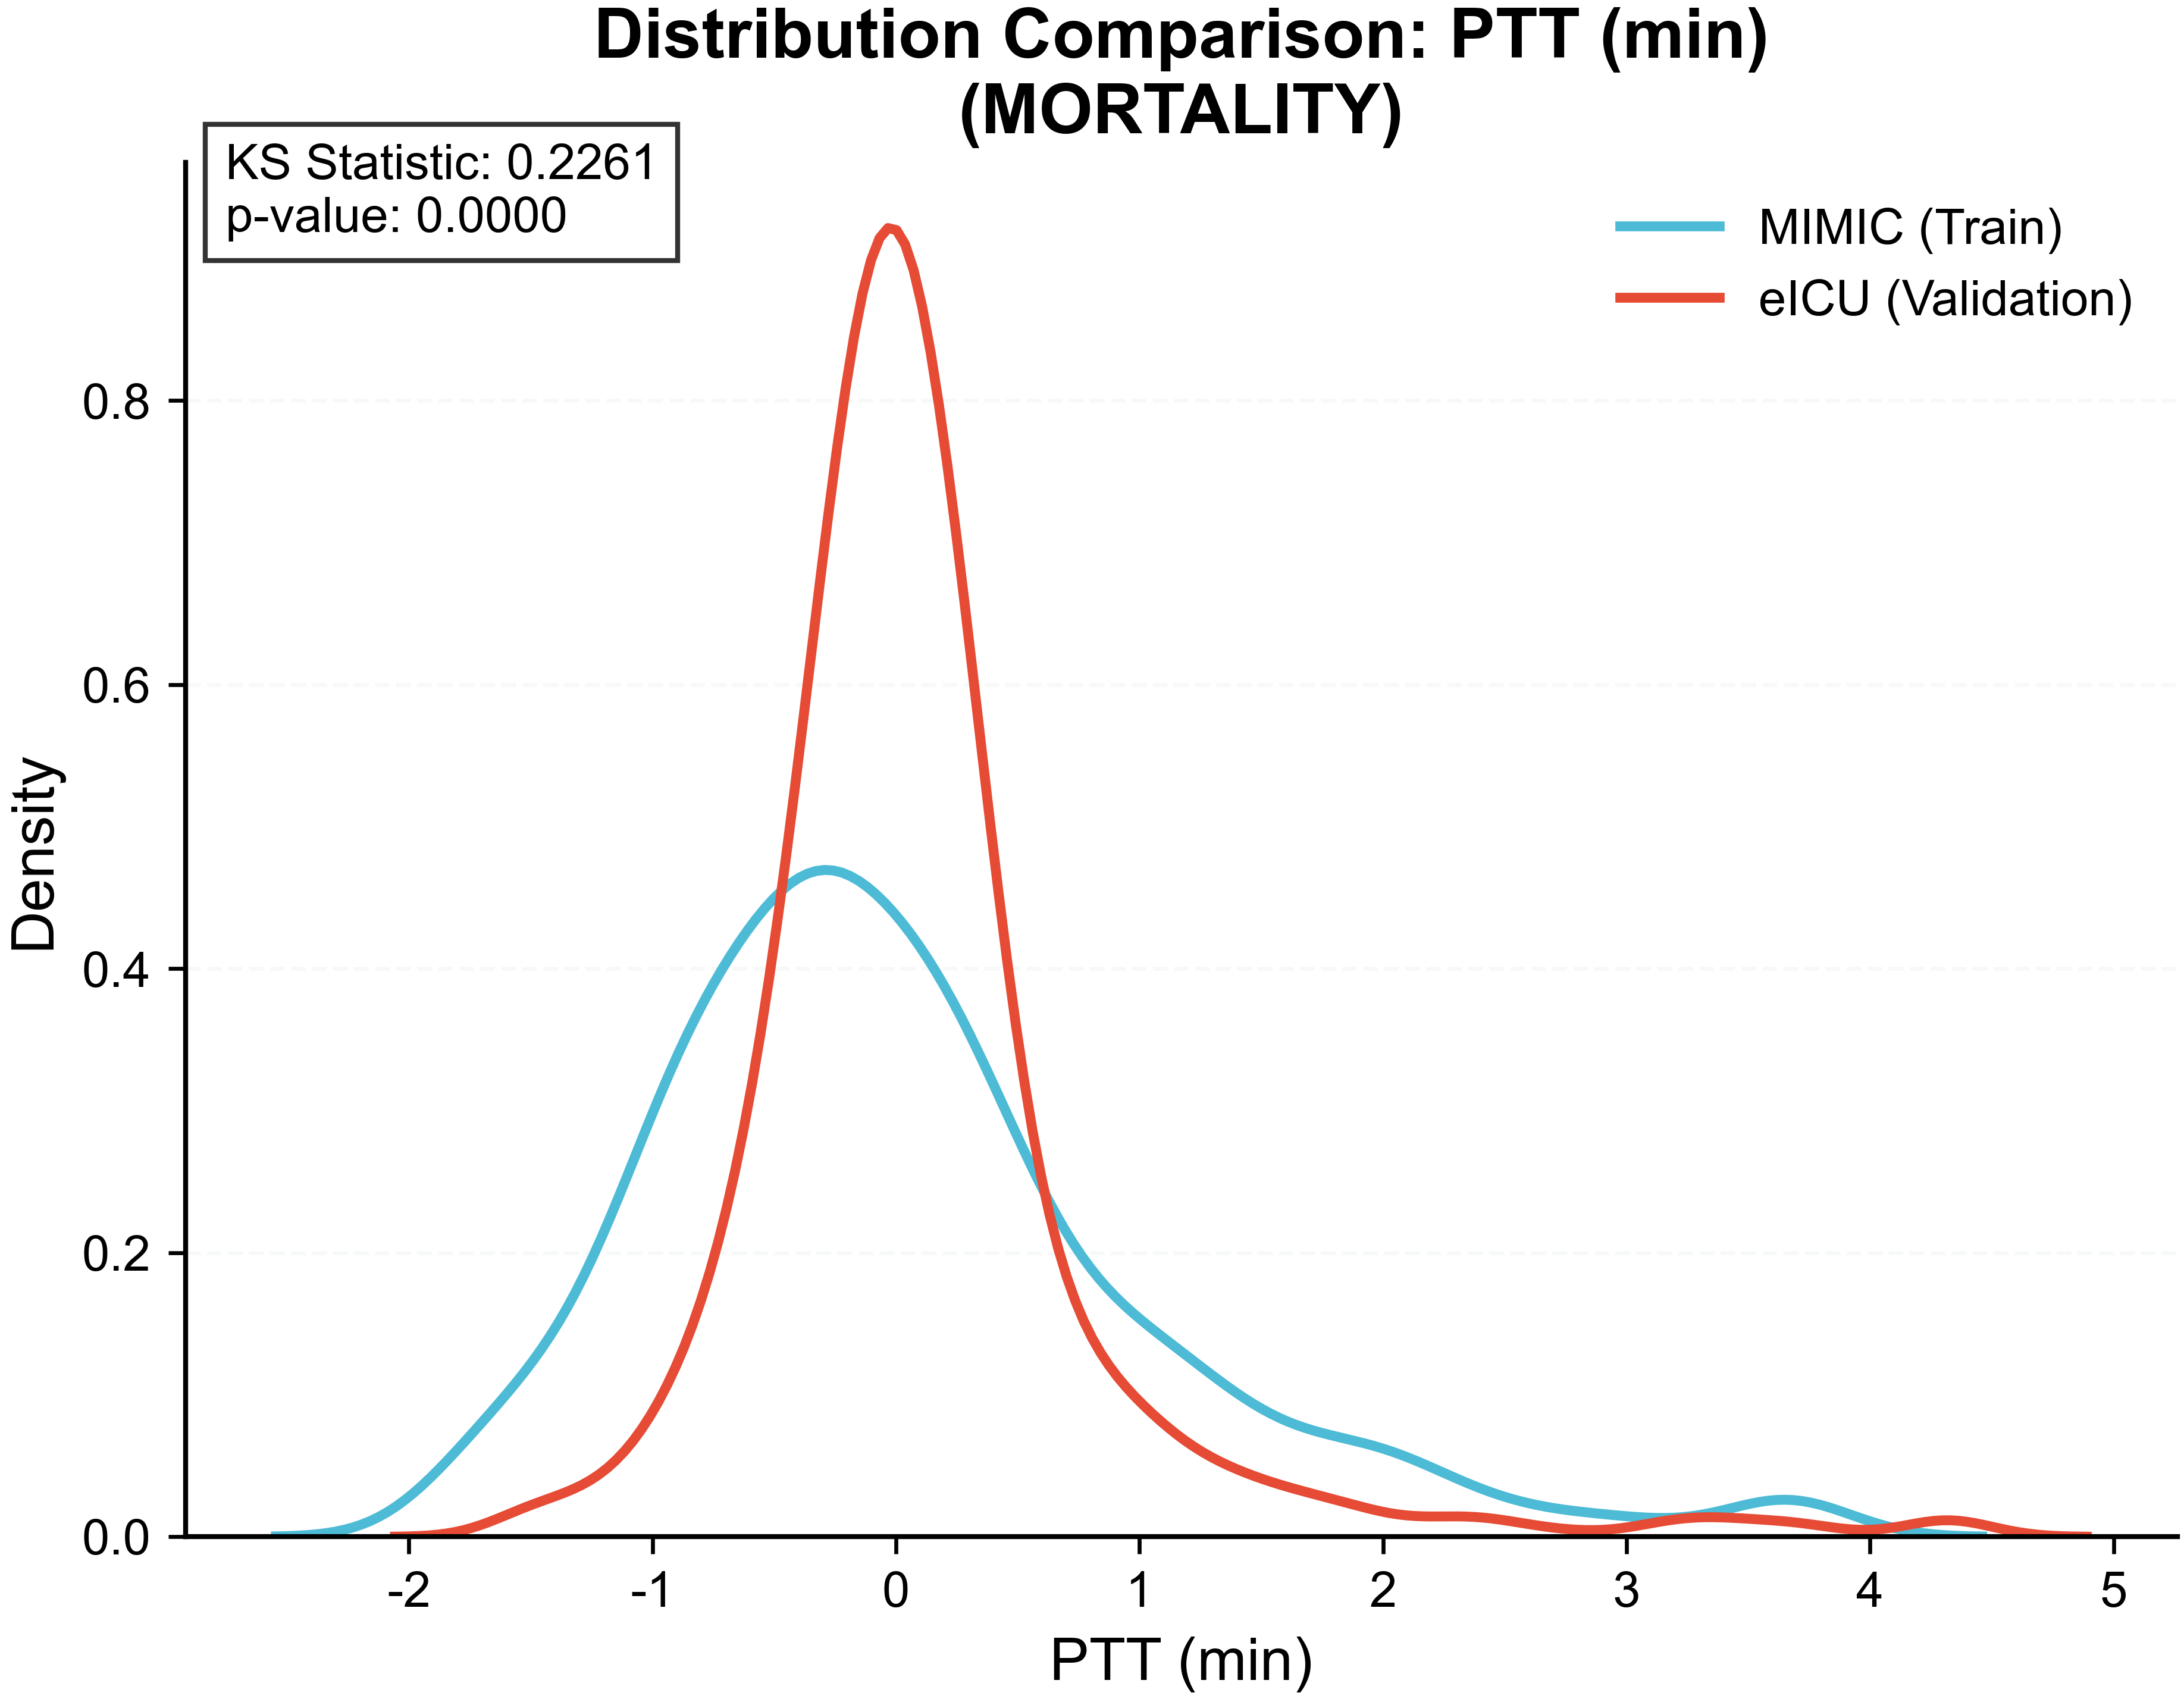 Distribution Comparison: PTT (min)
(MORTALITY)
KS Statistic: 0.2261
p-value: 0.0000
MIMIC (Train)
eICU (Validation)
Density
0.8
0.6
0.4
0.2
0.0
-2 -1 0 1 2 3 4 5
PTT (min)